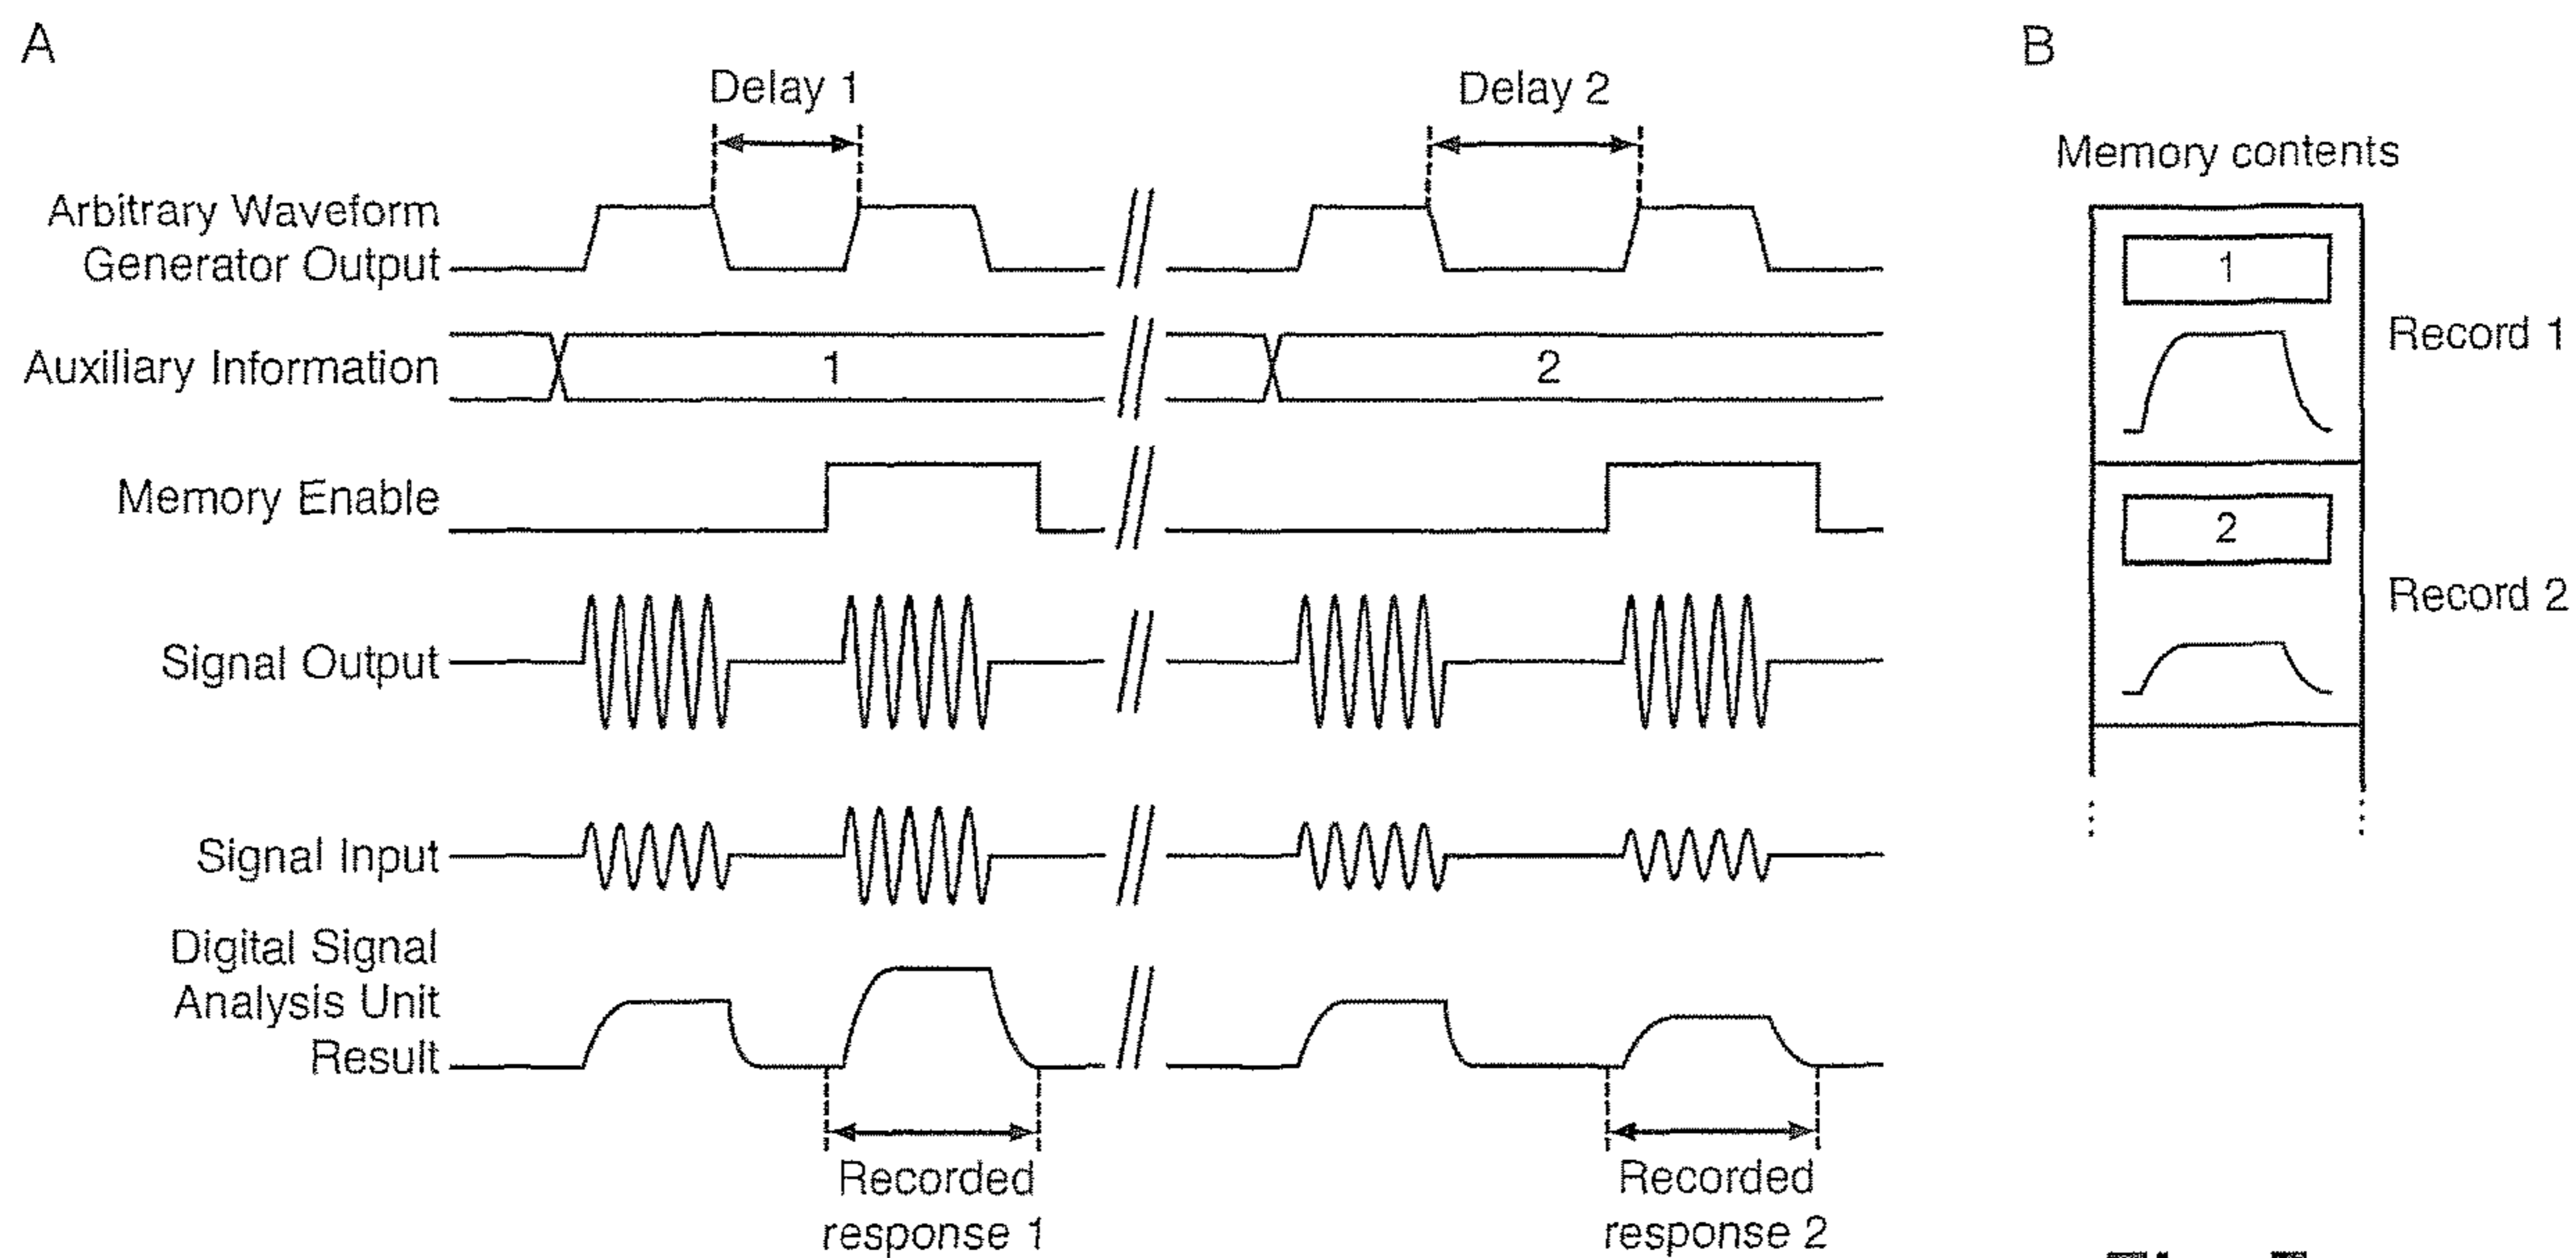 A
B
Delay 1
Delay 2
Memory contents
Arbitrary Waveform
Generator Output
Auxiliary Information
1
2
Memory Enable
Signal Output
Signal Input
Digital Signal
Analysis Unit
Result
Recorded
response 1
Recorded
response 2
1
Record 1
2
Record 2